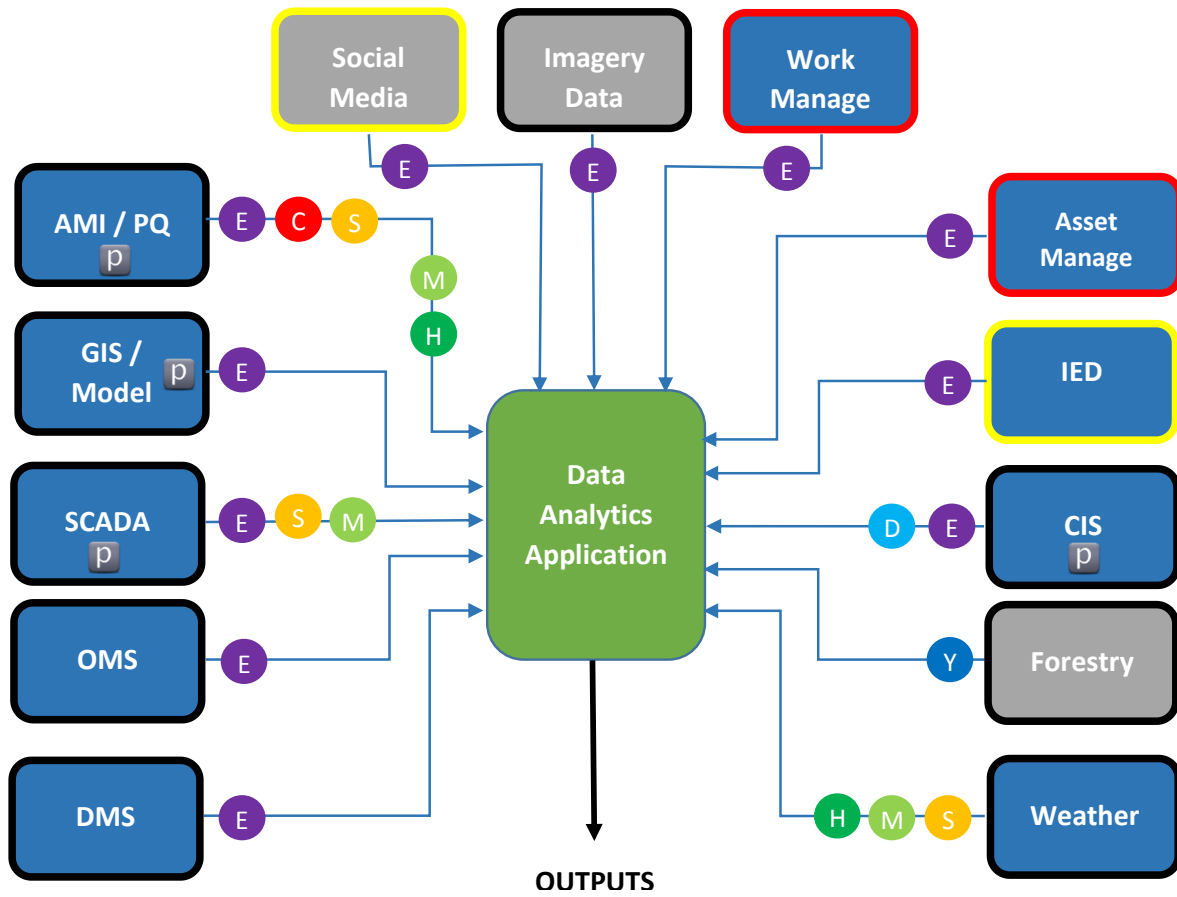 Social
Media
Imagery
Data
Work
Manage
E
E
E
AMI / PQ
p
E C S
M
H
Asset
Manage
E
GIS /
Model p
E
IED
E
SCADA
p
E S M
Data
Analytics
Application
D E
CIS
p
OMS
E
Y
Forestry
DMS
E
H M S
Weather
OUTPUTS